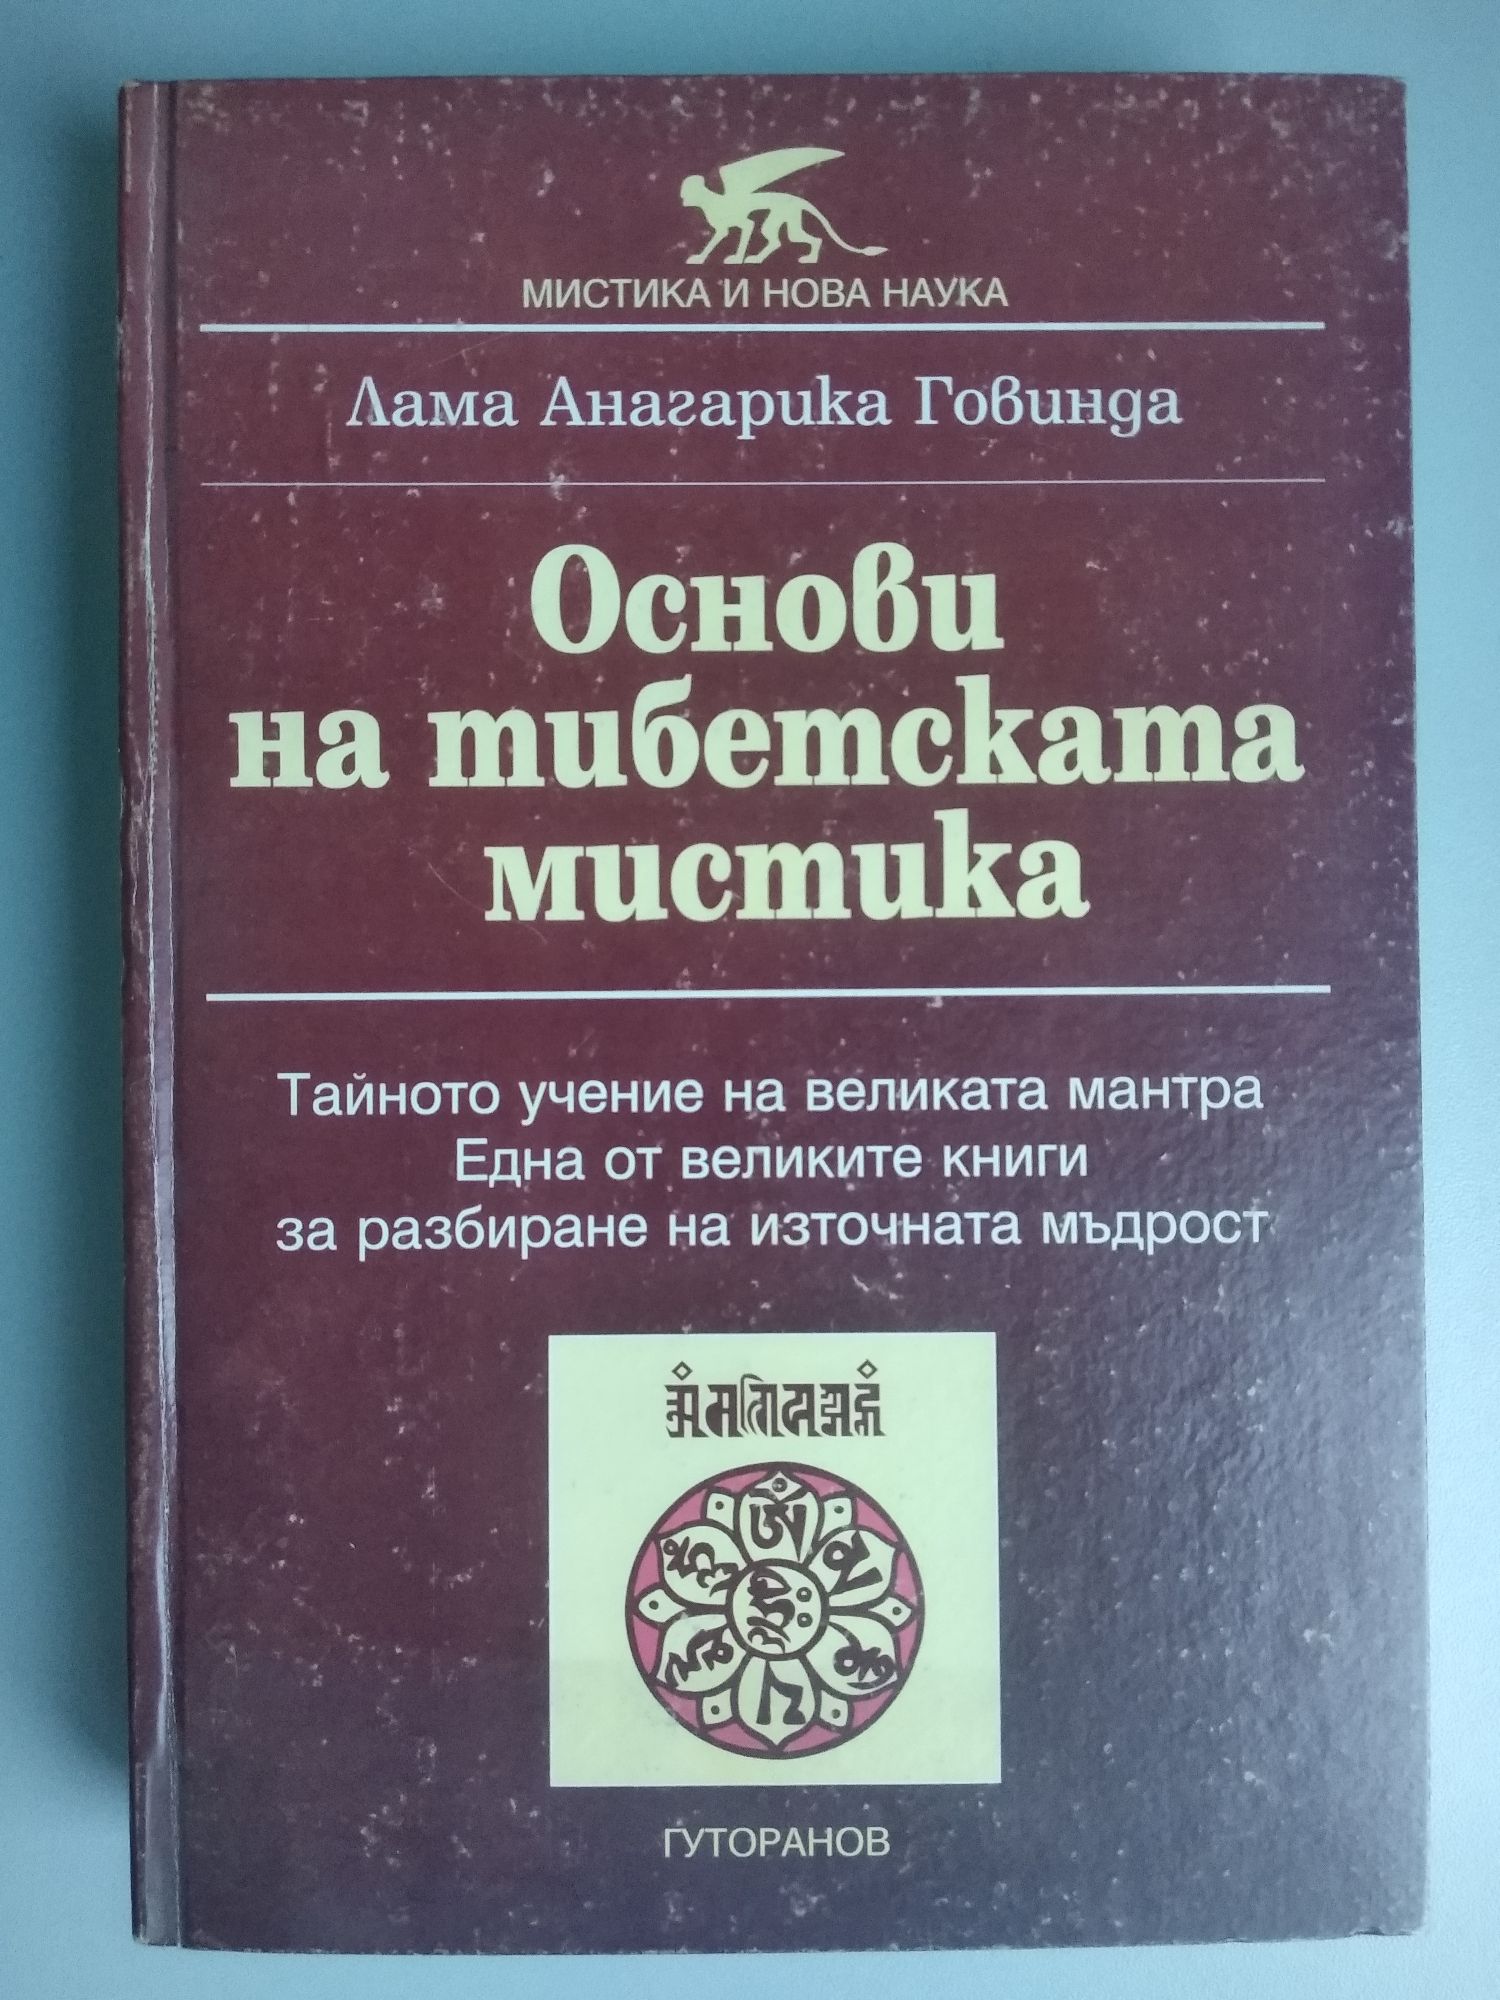 МИСТИКА И НОВА НАУКА
Лама Анагарика Говинда
Основи
на тибетската
мистика
Тайното учение на великата мантра
Една от великите книги
за разбиране на източната мъдрост
ГУТОРАНОВ